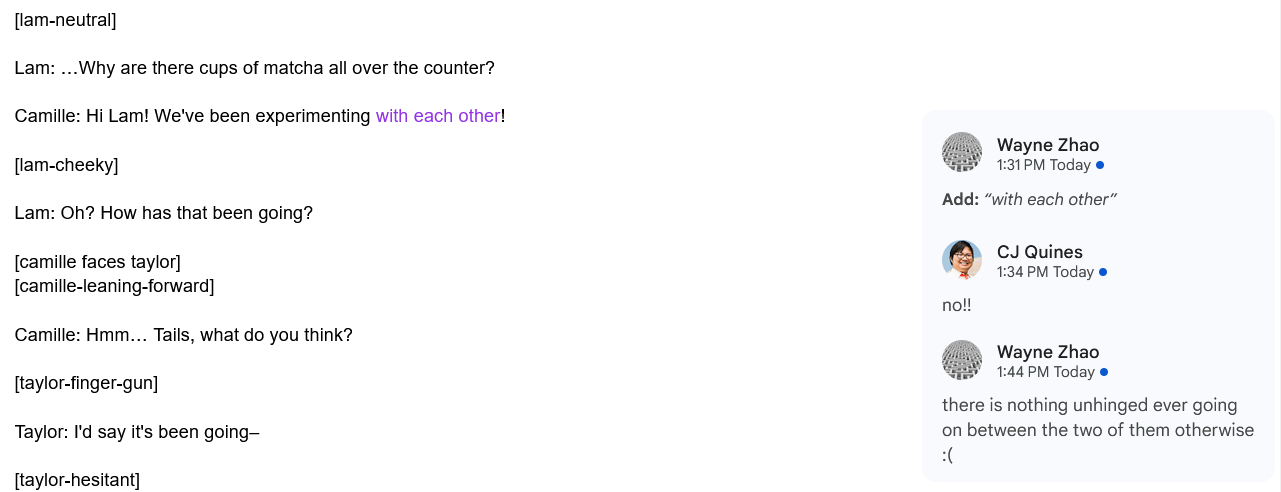 [lam-neutral]
Lam: …Why are there cups of matcha all over the counter?
Camille: Hi Lam! We've been experimenting with each other!
[lam-cheeky]
Lam: Oh? How has that been going?
[camille faces taylor]
[camille-leaning-forward]
Camille: Hmm… Tails, what do you think?
[taylor-finger-gun]
Taylor: I'd say it's been going–
[taylor-hesitant]
Wayne Zhao
1:31 PM Today
Add: “with each other”
CJ Quines
1:34 PM Today
no!!
Wayne Zhao
1:44 PM Today
there is nothing unhinged ever going
on between the two of them otherwise
:(